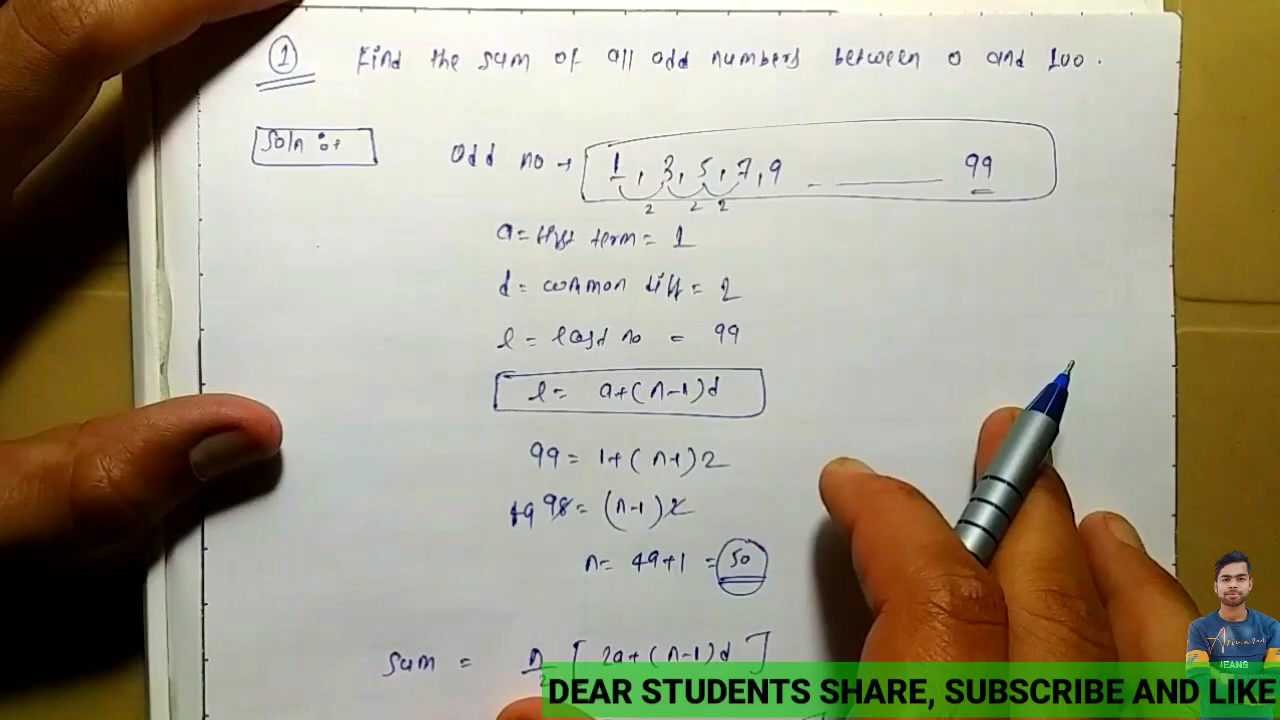 ① Find the sum of all odd numbers between 0 and 100.
Soln :→ Odd no → 1, 3, 5, 7, 9 - ——— 99
2 2 2
a = first term = 1
d = common diff = 2
l = last no = 99
l = a+(n-1)d
99 = 1+(n-1)2
49 98 = (n-1)2
n = 49+1 = 50
Sum = n/2 [2a+(n-1)d]
DEAR STUDENTS SHARE, SUBSCRIBE AND LIKE
JEANS